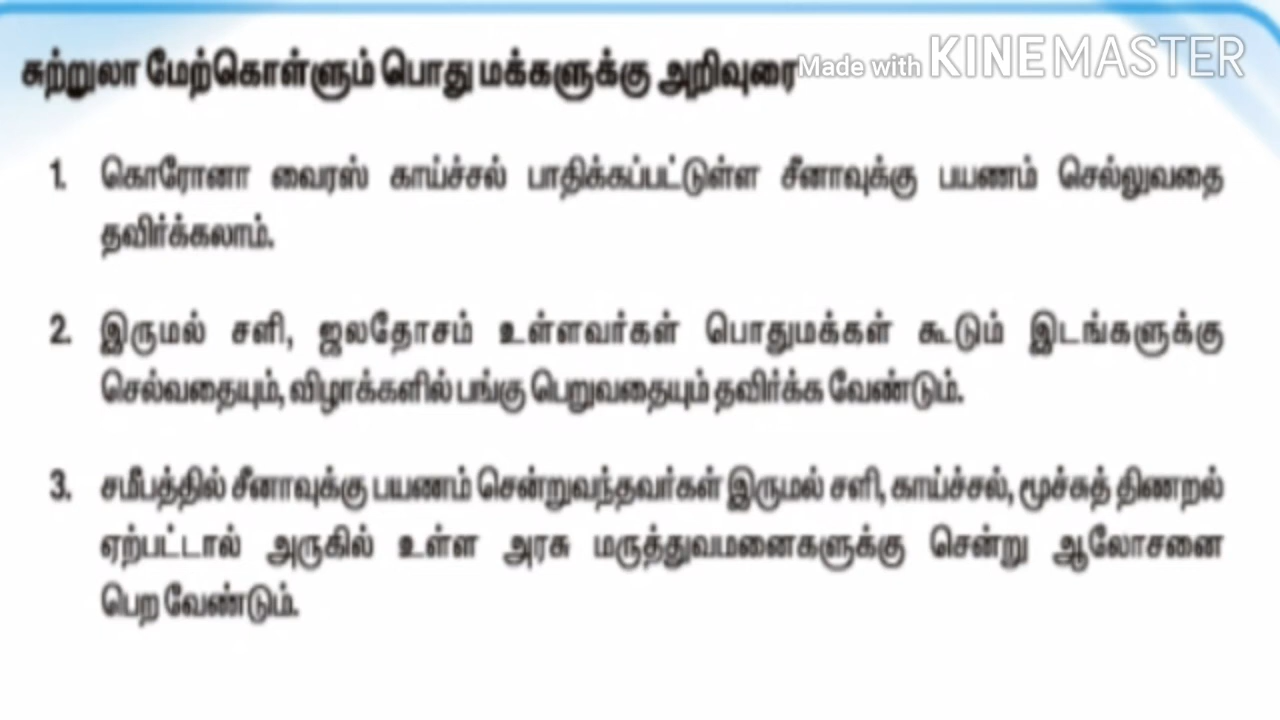 சுற்றுலா மேற்கொள்ளும் பொது மக்களுக்கு அறிவுரை
Made with KINEMASTER
1. கொரோனா வைரஸ் காய்ச்சல் பாதிக்கப்பட்டுள்ள சீனாவுக்கு பயணம் செல்லுவதை
தவிர்க்கலாம்.
2. இருமல் சளி, ஜலதோசம் உள்ளவர்கள் பொதுமக்கள் கூடும் இடங்களுக்கு
செல்வதையும், விழாக்களில் பங்கு பெறுவதையும் தவிர்க்க வேண்டும்.
3. சமீபத்தில் சீனாவுக்கு பயணம் சென்றுவந்தவர்கள் இருமல் சளி, காய்ச்சல், மூச்சுத் திணறல்
ஏற்பட்டால் அருகில் உள்ள அரசு மருத்துவமனைகளுக்கு சென்று ஆலோசனை
பெற வேண்டும்.